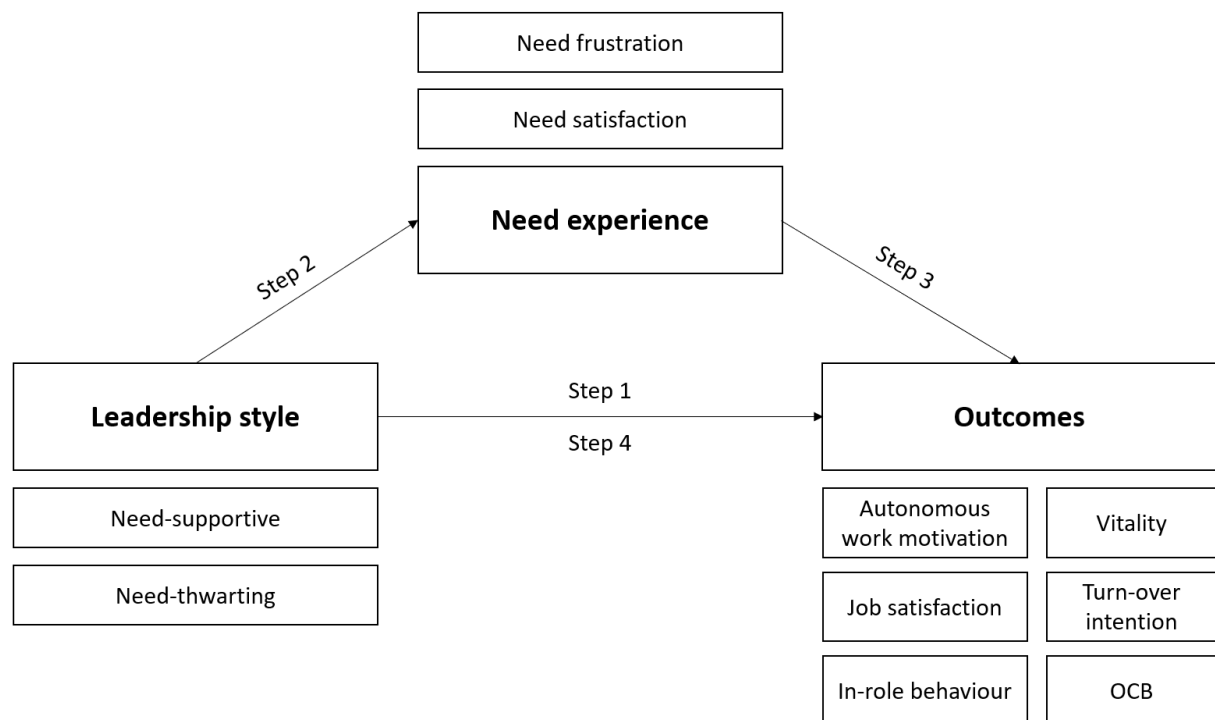 Need frustration
Need satisfaction
Need experience
Step 2
Step 3
Leadership style
Step 1
Step 4
Outcomes
Need-supportive
Need-thwarting
Autonomous
work motivation
Vitality
Job satisfaction
Turn-over
intention
In-role behaviour
OCB